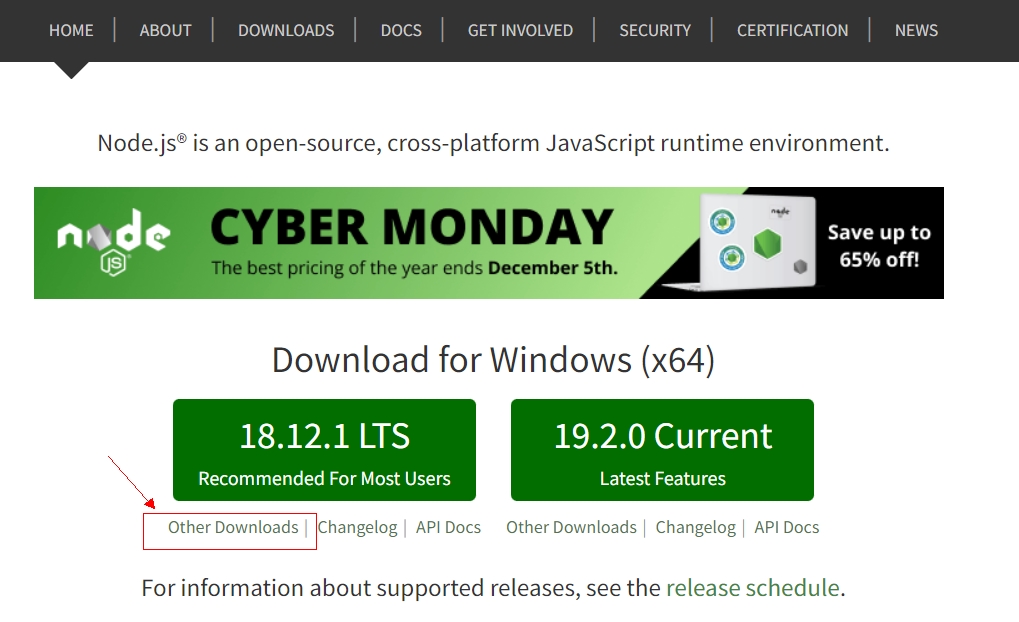 HOME | ABOUT | DOWNLOADS | DOCS | GET INVOLVED | SECURITY | CERTIFICATION | NEWS
Node.js® is an open-source, cross-platform JavaScript runtime environment.
node
JS
CYBER MONDAY
The best pricing of the year ends December 5th.
node
Save up to
65% off!
Download for Windows (x64)
18.12.1 LTS
Recommended For Most Users
19.2.0 Current
Latest Features
Other Downloads | Changelog | API Docs
Other Downloads | Changelog | API Docs
For information about supported releases, see the release schedule.